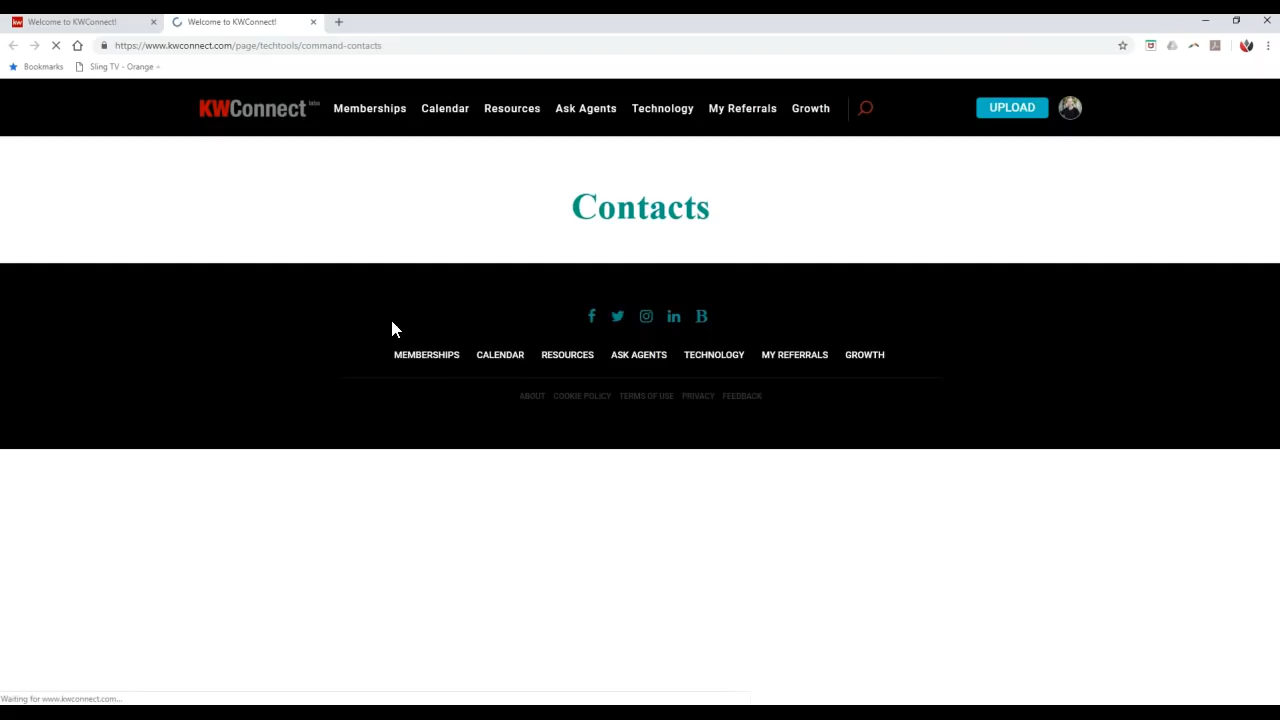 Welcome to KWConnect!
Welcome to KWConnect!
https://www.kwconnect.com/page/techtools/command-contacts
Bookmarks Sling TV - Orange +
KWConnect labs Memberships Calendar Resources Ask Agents Technology My Referrals Growth UPLOAD
Contacts
MEMBERSHIPS CALENDAR RESOURCES ASK AGENTS TECHNOLOGY MY REFERRALS GROWTH
ABOUT COOKIE POLICY TERMS OF USE PRIVACY FEEDBACK
Waiting for www.kwconnect.com...